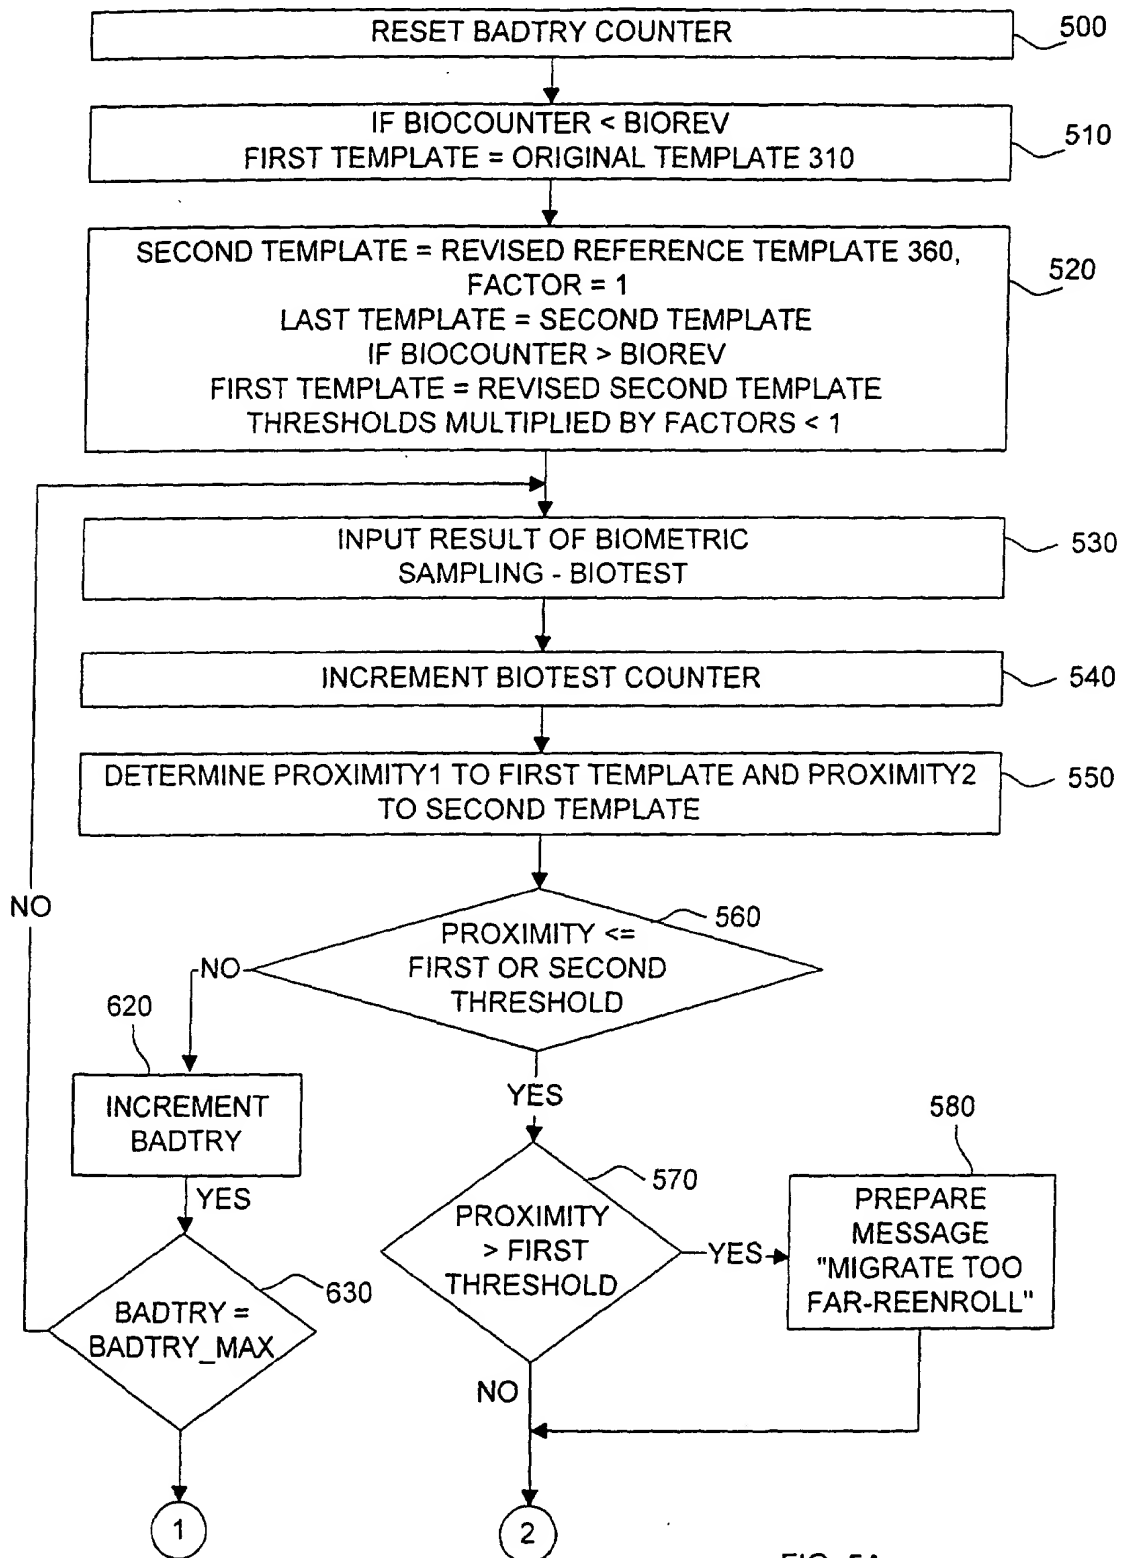 RESET BADTRY COUNTER
500
IF BIOCOUNTER < BIOREV
FIRST TEMPLATE = ORIGINAL TEMPLATE 310
510
SECOND TEMPLATE = REVISED REFERENCE TEMPLATE 360,
FACTOR = 1
LAST TEMPLATE = SECOND TEMPLATE
IF BIOCOUNTER > BIOREV
FIRST TEMPLATE = REVISED SECOND TEMPLATE
THRESHOLDS MULTIPLIED BY FACTORS < 1
520
INPUT RESULT OF BIOMETRIC
SAMPLING - BIOTEST
530
INCREMENT BIOTEST COUNTER
540
DETERMINE PROXIMITY1 TO FIRST TEMPLATE AND PROXIMITY2
TO SECOND TEMPLATE
550
NO
PROXIMITY <=
FIRST OR SECOND
THRESHOLD
560
NO
620
INCREMENT
BADTRY
YES
YES
PROXIMITY
> FIRST
THRESHOLD
570
YES
580
PREPARE
MESSAGE
"MIGRATE TOO
FAR-REENROLL"
BADTRY =
BADTRY_MAX
630
NO
1
2
FIG. 5A